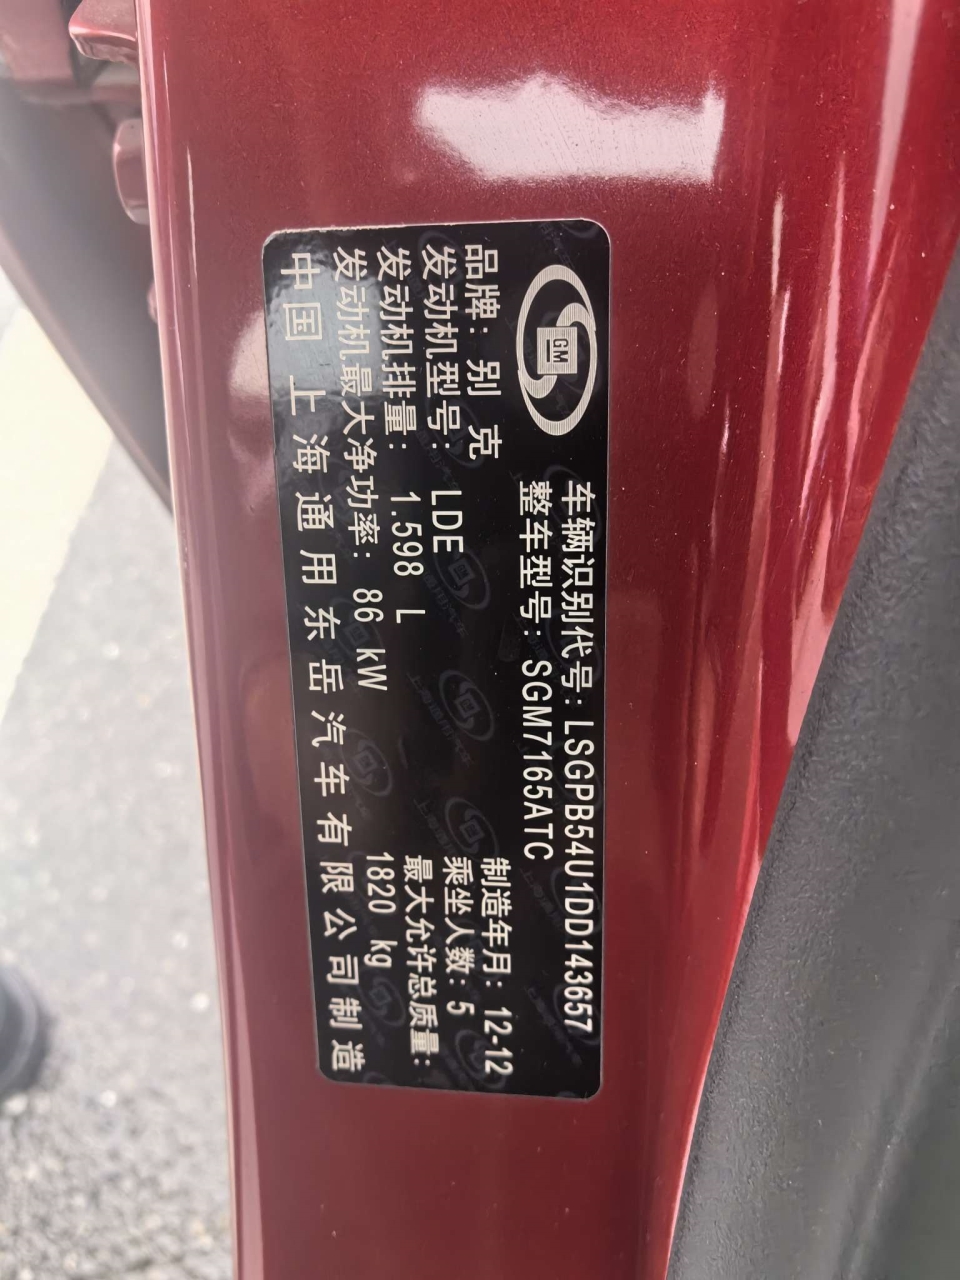 GM
车辆识别代号: LSGPB54U1DD143657
整车型号: SGM7165ATC
品牌: 别克
制造年月: 12-12
发动机型号: LDE
乘坐人数: 5
发动机排量: 1.598 L
最大允许总质量:
发动机最大净功率: 86 kW
1820 kg
中国 上海通用东岳汽车有限公司制造